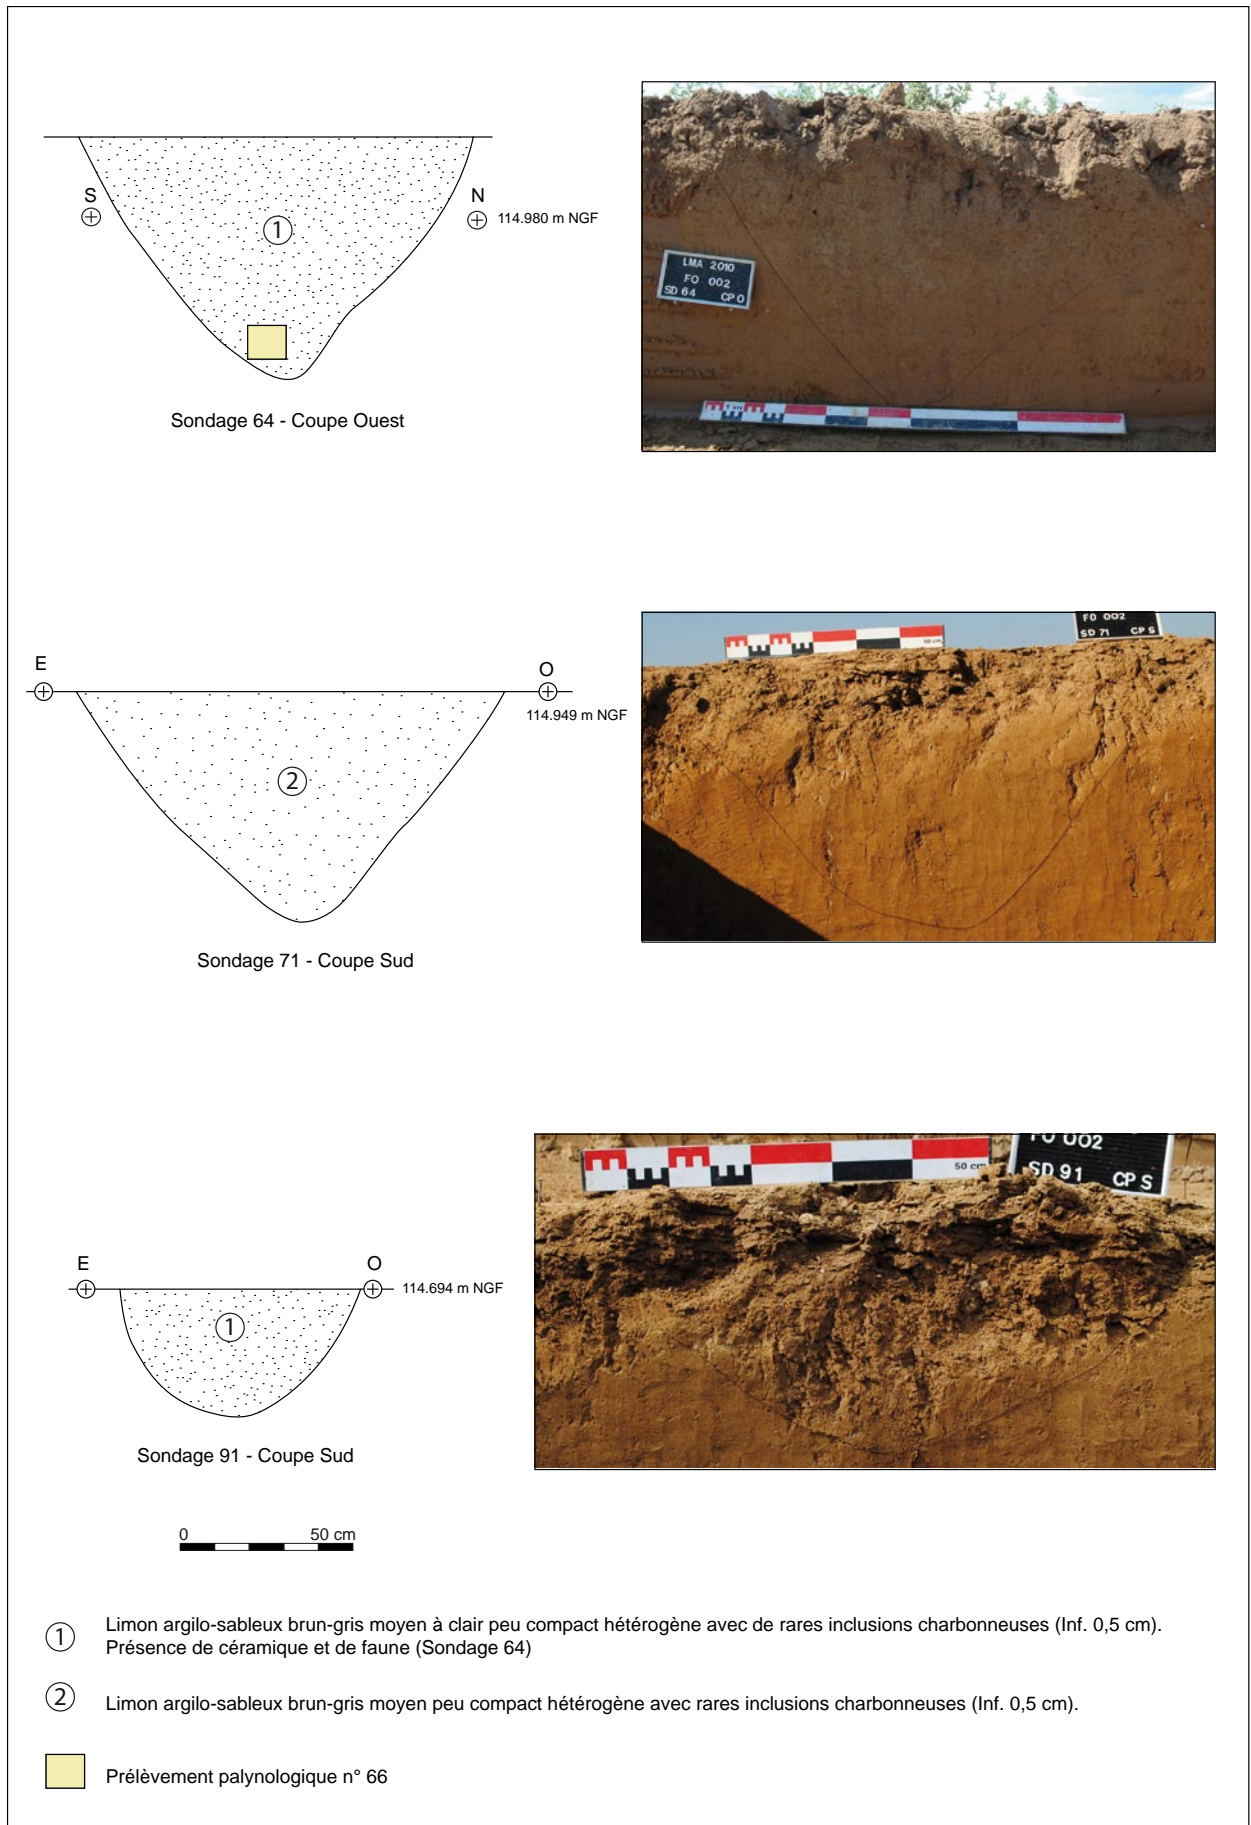 S
N
114.980 m NGF
1
Sondage 64 - Coupe Ouest
LMA 2010
FO 002
SD 64 CP O
E
O
114.949 m NGF
2
Sondage 71 - Coupe Sud
50 cm
FO 002
SD 71 CP S
E
O
114.694 m NGF
1
Sondage 91 - Coupe Sud
50 cm
FO 002
SD 91 CP S
0 50 cm
1 Limon argilo-sableux brun-gris moyen à clair peu compact hétérogène avec de rares inclusions charbonneuses (Inf. 0,5 cm).
Présence de céramique et de faune (Sondage 64)
2 Limon argilo-sableux brun-gris moyen peu compact hétérogène avec rares inclusions charbonneuses (Inf. 0,5 cm).
Prélèvement palynologique n° 66